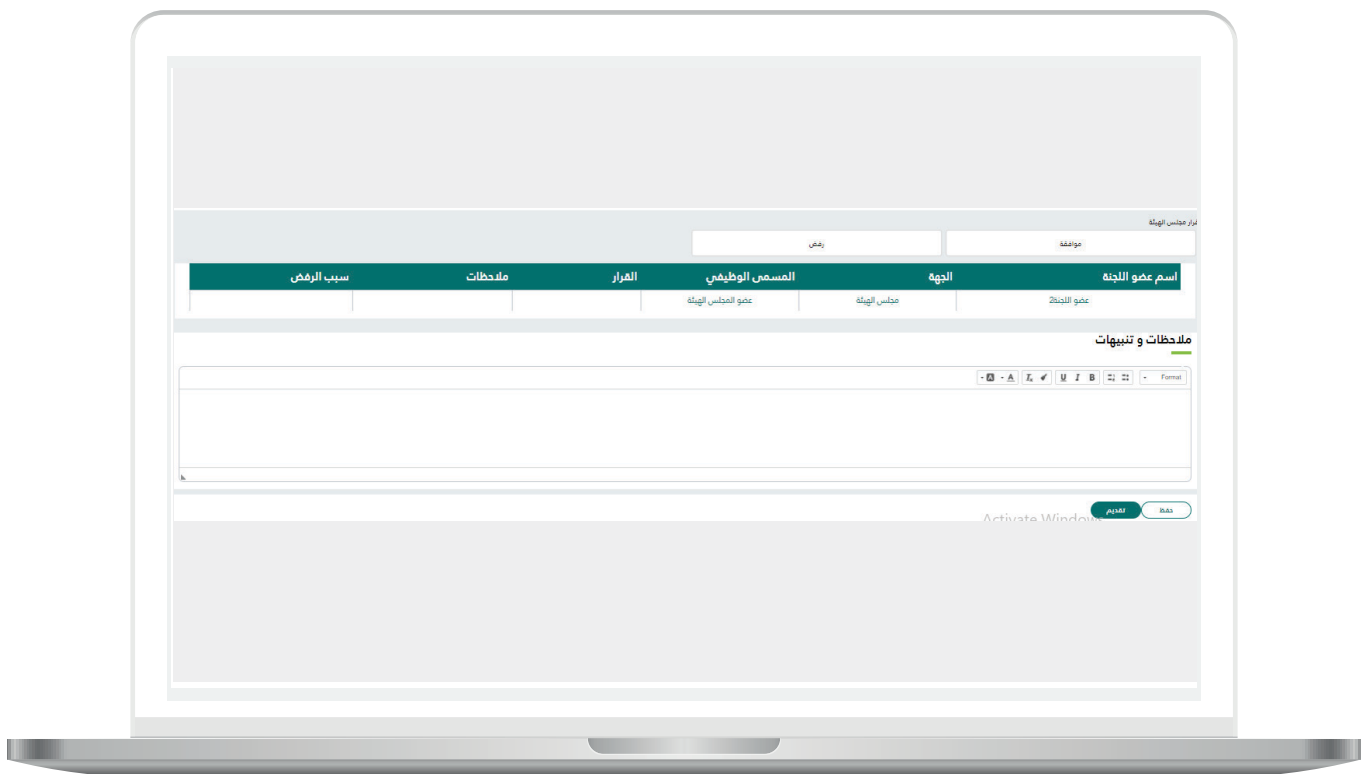 قرار مجلس الهيئة
موافقة رفض
اسم عضو اللجنة الجهة المسمى الوظيفي القرار ملاحظات سبب الرفض
عضو اللجنة2 مجلس الهيئة عضو المجلس الهيئة
ملاحظات و تنبيهات
Format B I U Tx A A
حفظ تقديم
Activate Windows